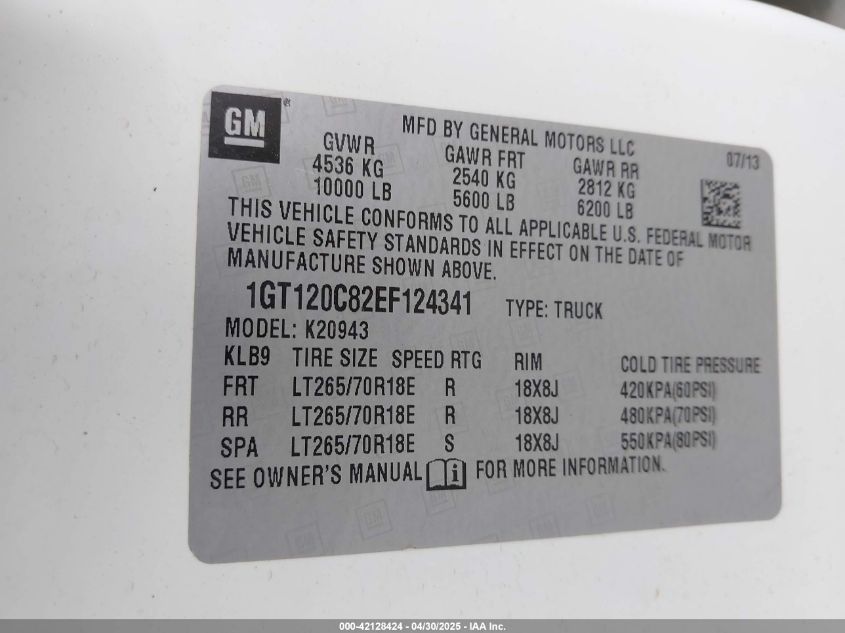 GM
MFD BY GENERAL MOTORS LLC
07/13
GVWR GAWR FRT GAWR RR
4536 KG 2540 KG 2812 KG
10000 LB 5600 LB 6200 LB
THIS VEHICLE CONFORMS TO ALL APPLICABLE U.S. FEDERAL MOTOR
VEHICLE SAFETY STANDARDS IN EFFECT ON THE DATE OF
MANUFACTURE SHOWN ABOVE.
1GT120C82EF124341 TYPE: TRUCK
MODEL: K20943
KLB9 TIRE SIZE SPEED RTG RIM COLD TIRE PRESSURE
FRT LT265/70R18E R 18X8J 420KPA(60PSI)
RR LT265/70R18E R 18X8J 480KPA(70PSI)
SPA LT265/70R18E S 18X8J 550KPA(80PSI)
SEE OWNER'S MANUAL i FOR MORE INFORMATION.
000-42128424 - 04/30/2025 - IAA Inc.